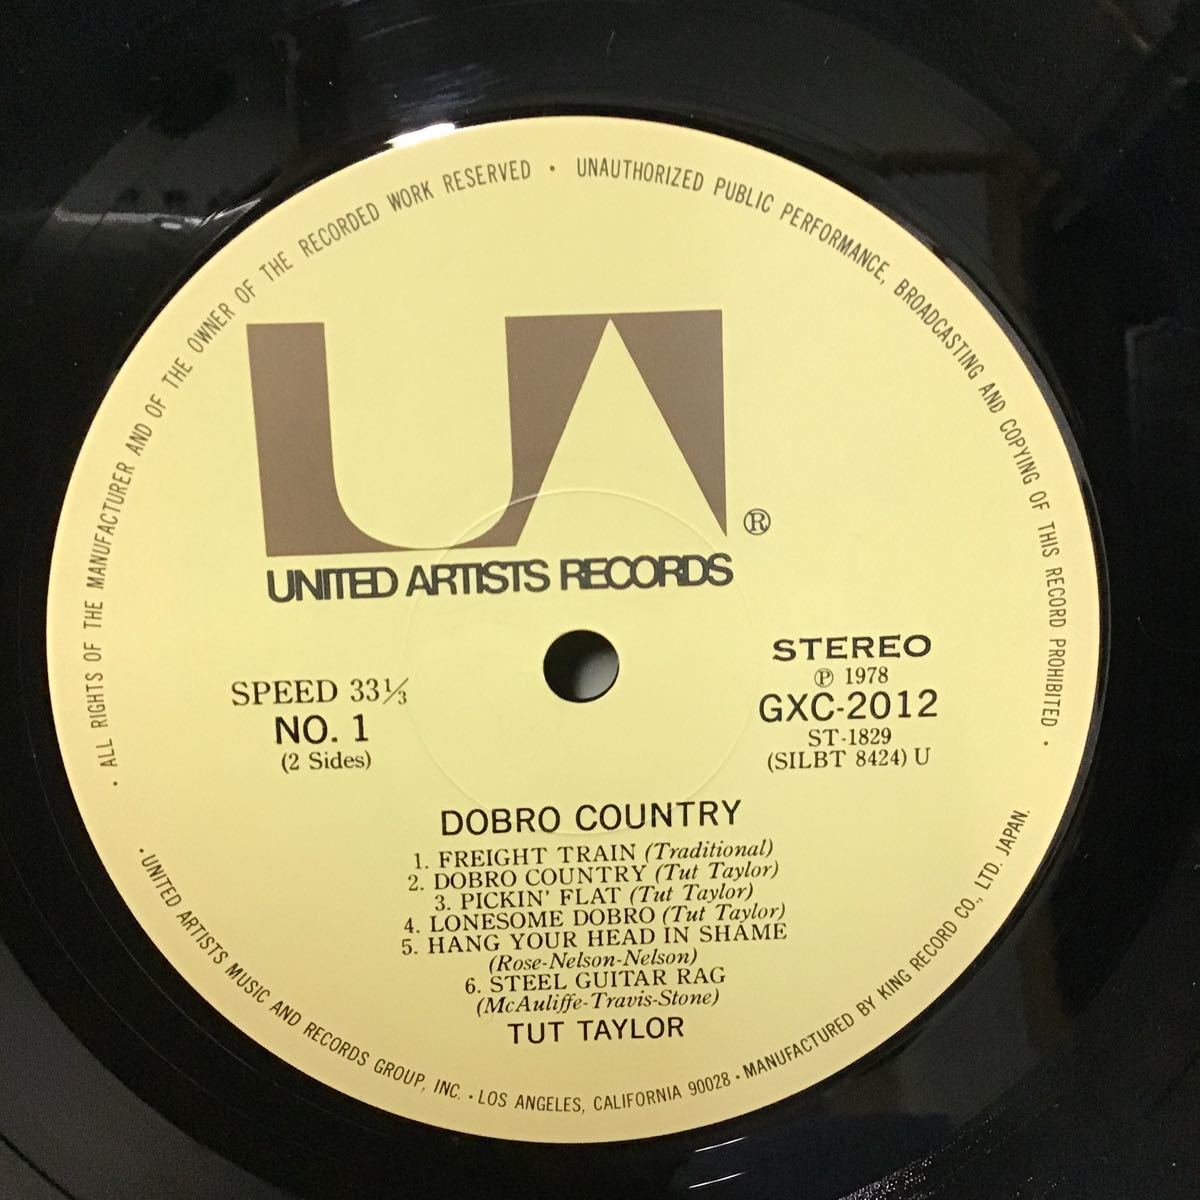 · ALL RIGHTS OF THE MANUFACTURER AND OF THE OWNER OF THE RECORDED WORK RESERVED · UNAUTHORIZED PUBLIC PERFORMANCE, BROADCASTING AND COPYING OF THIS RECORD PROHIBITED ·
UA
®
UNITED ARTISTS RECORDS
SPEED 33⅓
NO. 1
(2 Sides)
STEREO
℗ 1978
GXC-2012
ST-1829
(SILBT 8424) U
DOBRO COUNTRY
1. FREIGHT TRAIN (Traditional)
2. DOBRO COUNTRY (Tut Taylor)
3. PICKIN' FLAT (Tut Taylor)
4. LONESOME DOBRO (Tut Taylor)
5. HANG YOUR HEAD IN SHAME
(Rose-Nelson-Nelson)
6. STEEL GUITAR RAG
(McAuliffe-Travis-Stone)
TUT TAYLOR
· UNITED ARTISTS MUSIC AND RECORDS GROUP, INC. · LOS ANGELES, CALIFORNIA 90028 · MANUFACTURED BY KING RECORD CO., LTD. JAPAN.